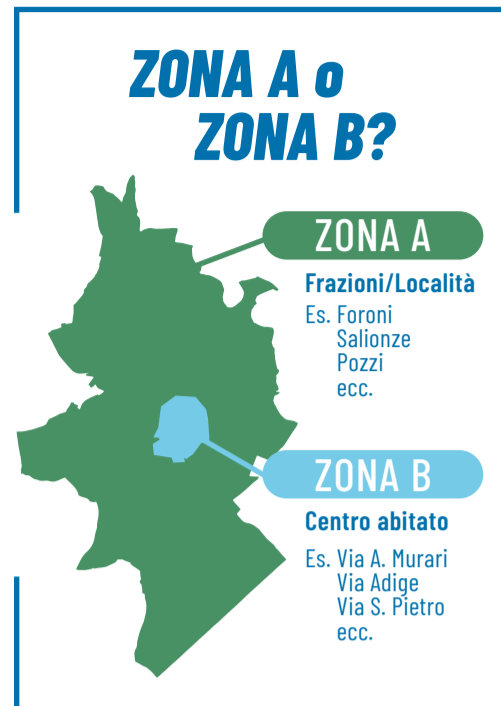 ZONA A o
ZONA B?
ZONA A
Frazioni/Località
Es. Foroni
Salionze
Pozzi
ecc.
ZONA B
Centro abitato
Es. Via A. Murari
Via Adige
Via S. Pietro
ecc.